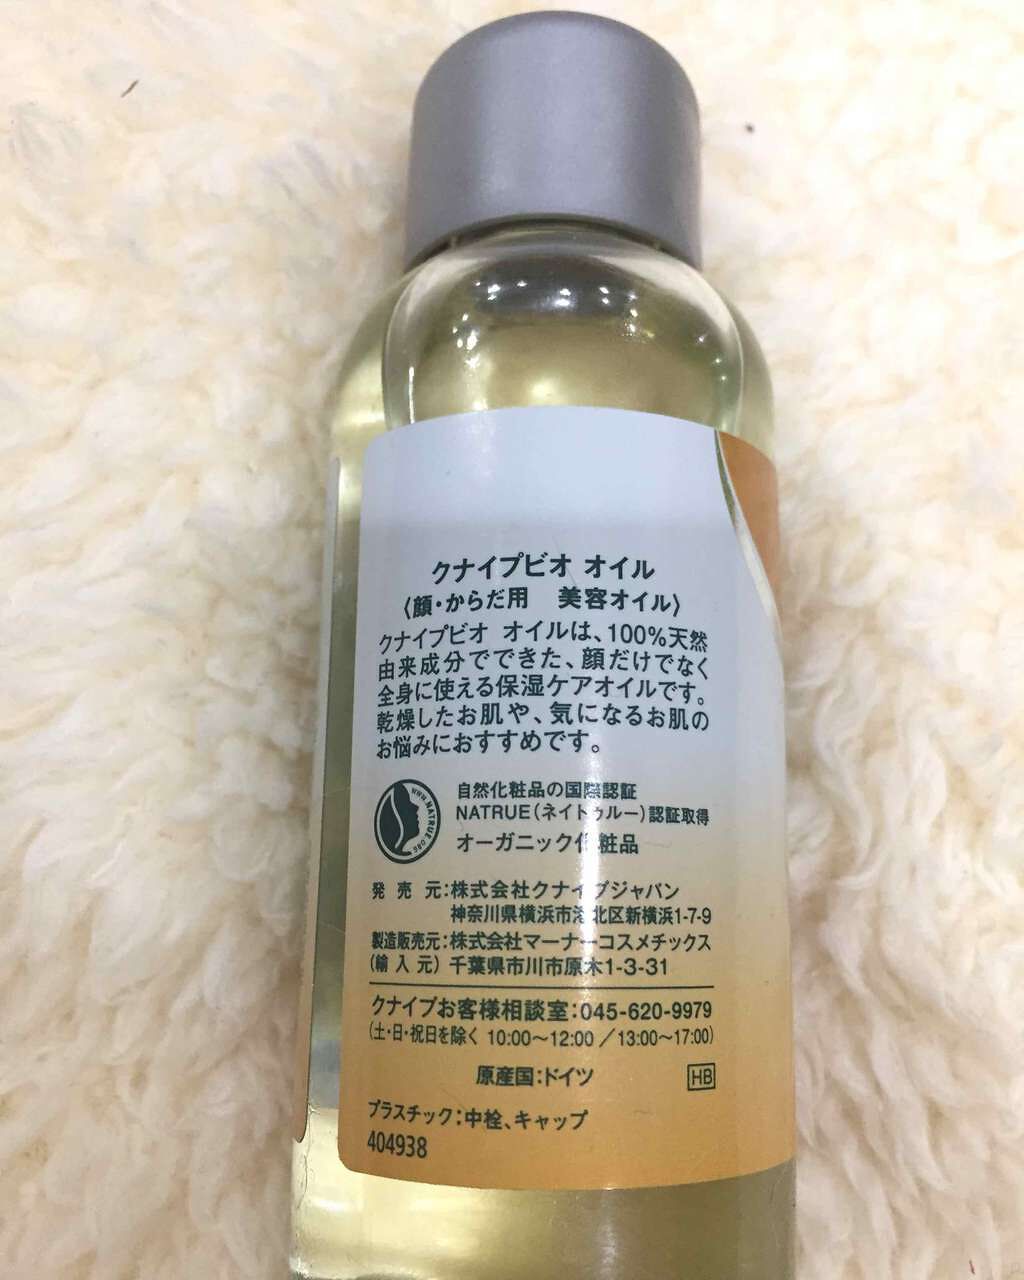 クナイプビオ オイル
〈顔・からだ用 美容オイル〉
クナイプビオ オイルは、100%天然
由来成分でできた、顔だけでなく
全身に使える保湿ケアオイルです。
乾燥したお肌や、気になるお肌の
お悩みにおすすめです。
WWW.NATRUE.ORG
自然化粧品の国際認証
NATRUE(ネイトゥルー)認証取得
オーガニック化粧品
発売元:株式会社クナイプジャパン
神奈川県横浜市港北区新横浜1-7-9
製造販売元:株式会社マーナーコスメチックス
(輸入元) 千葉県市川市原木1-3-31
クナイプお客様相談室:045-620-9979
(土・日・祝日を除く 10:00〜12:00/13:00〜17:00)
原産国:ドイツ
HB
プラスチック:中栓、キャップ
404938